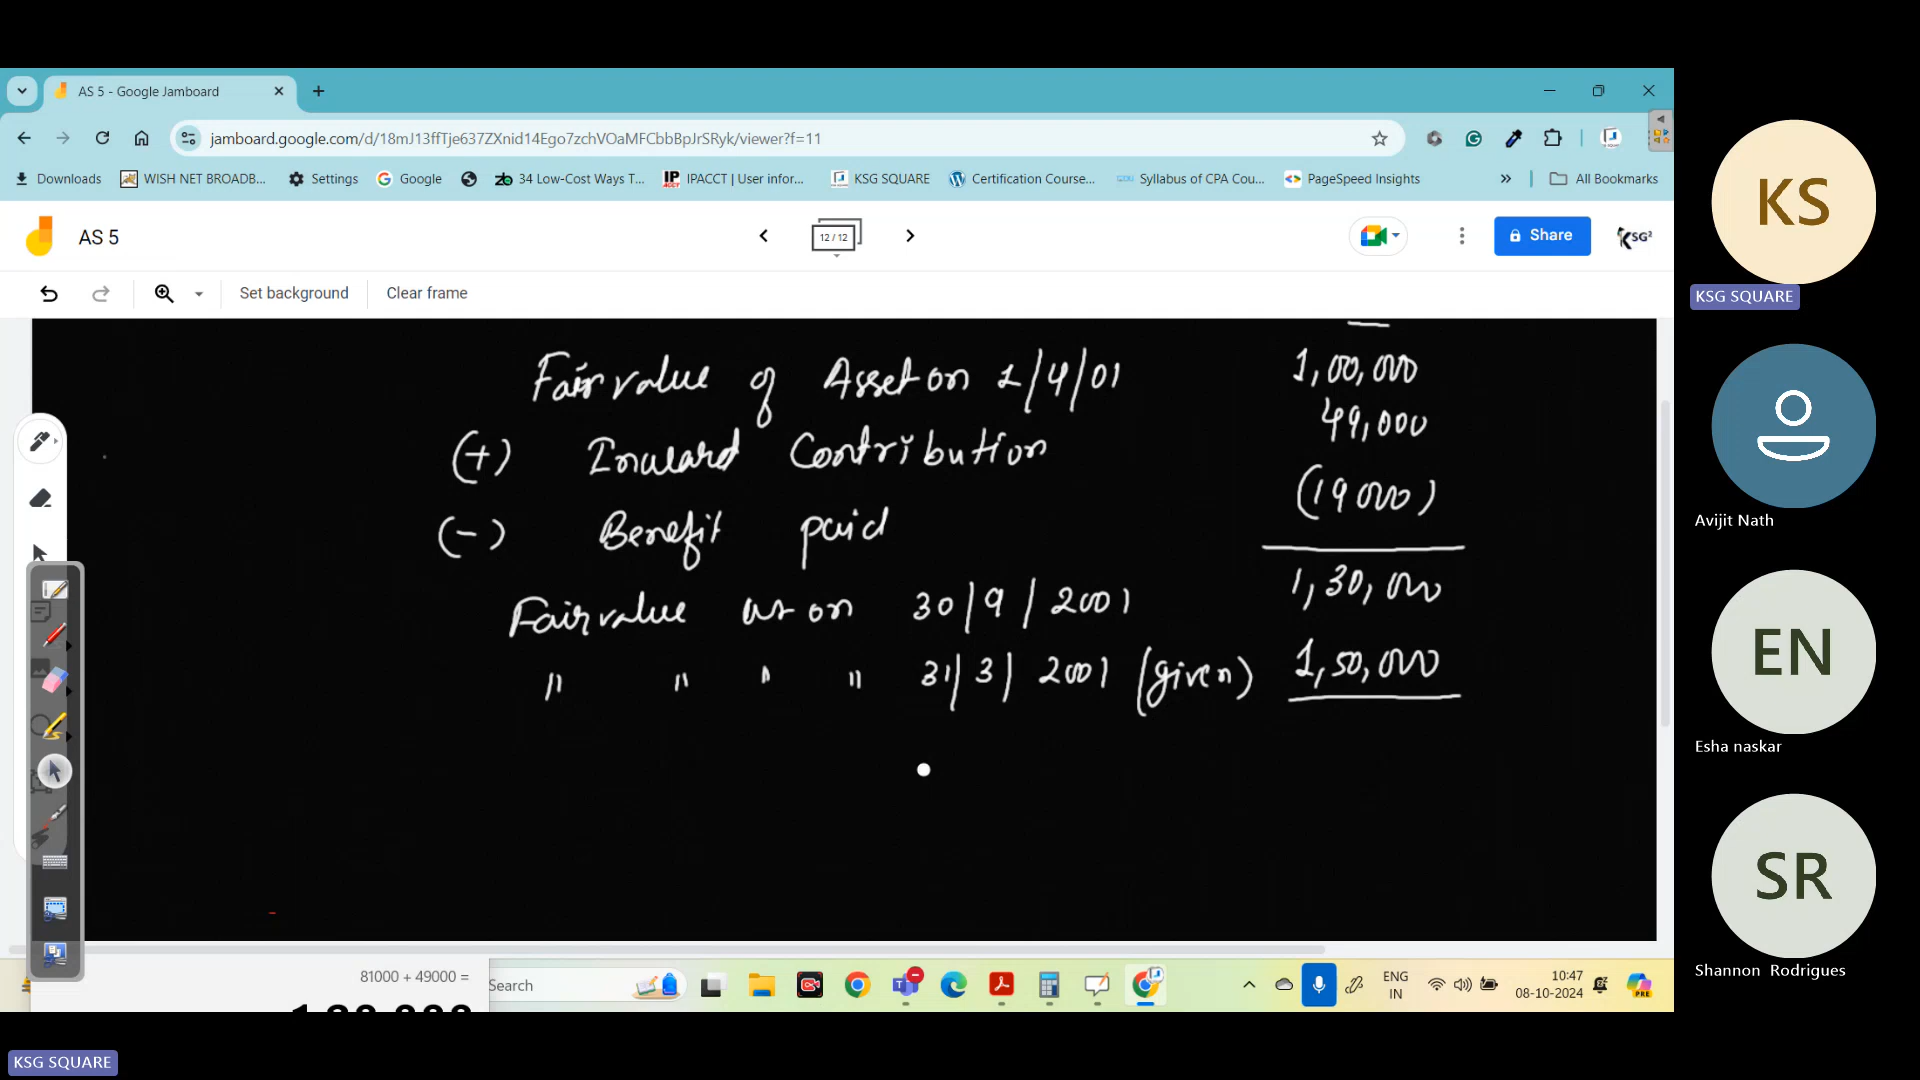 AS 5 - Google Jamboard
jamboard.google.com/d/18mJ13ffTje637ZXnid14Ego7zchVOaMFCbbBpJrSRyk/viewer?f=11
Downloads WISH NET BROADB... Settings Google 34 Low-Cost Ways T... IPACCT | User infor... KSG SQUARE Certification Course... Syllabus of CPA Cou... PageSpeed Insights » All Bookmarks
AS 5 12 / 12 Share KSG²
Set background Clear frame
Fair value of Asset on 1/4/01 1,00,000
(+) Inward Contribution 49,000
(-) Benefit paid (19000)
Fair value as on 30/9/2001 1,30,000
" " " " 31/3/2001 (given) 1,50,000
81000 + 49000 =
Search
ENG
IN
10:47
08-10-2024
PRE
KSG SQUARE
KS
KSG SQUARE
Avijit Nath
EN
Esha naskar
SR
Shannon Rodrigues